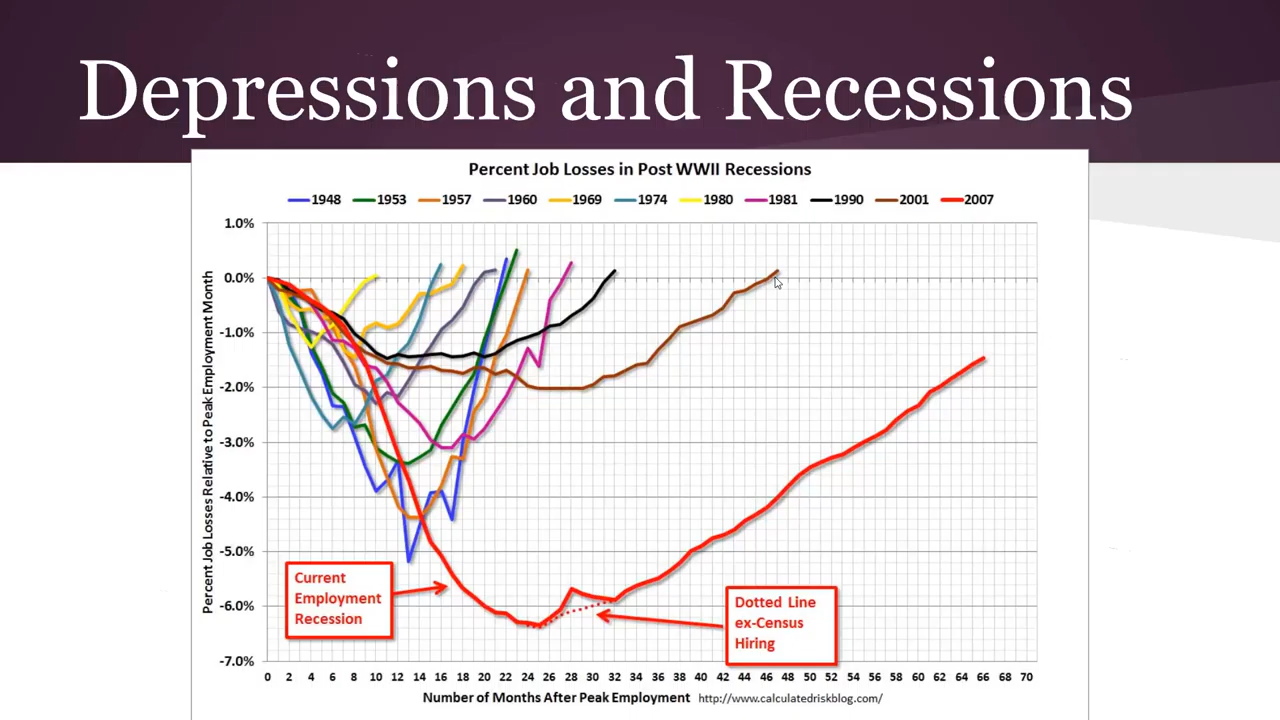 Depressions and Recessions
Percent Job Losses in Post WWII Recessions
1948 1953 1957 1960 1969 1974 1980 1981 1990 2001 2007
1.0%
0.0%
-1.0%
-2.0%
-3.0%
-4.0%
-5.0%
-6.0%
-7.0%
Percent Job Losses Relative to Peak Employment Month
Current
Employment
Recession
Dotted Line
ex-Census
Hiring
0 2 4 6 8 10 12 14 16 18 20 22 24 26 28 30 32 34 36 38 40 42 44 46 48 50 52 54 56 58 60 62 64 66 68 70
Number of Months After Peak Employment http://www.calculatedriskblog.com/